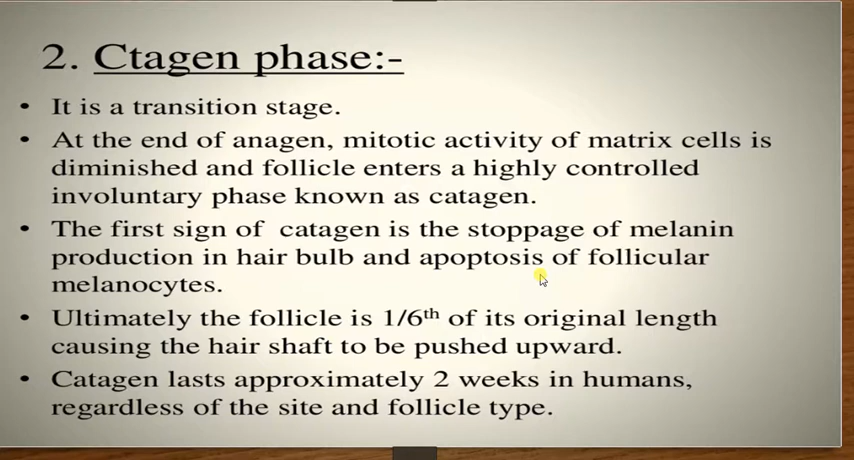 2. Ctagen phase:-
• It is a transition stage.
• At the end of anagen, mitotic activity of matrix cells is
diminished and follicle enters a highly controlled
involuntary phase known as catagen.
• The first sign of catagen is the stoppage of melanin
production in hair bulb and apoptosis of follicular
melanocytes.
• Ultimately the follicle is 1/6th of its original length
causing the hair shaft to be pushed upward.
• Catagen lasts approximately 2 weeks in humans,
regardless of the site and follicle type.